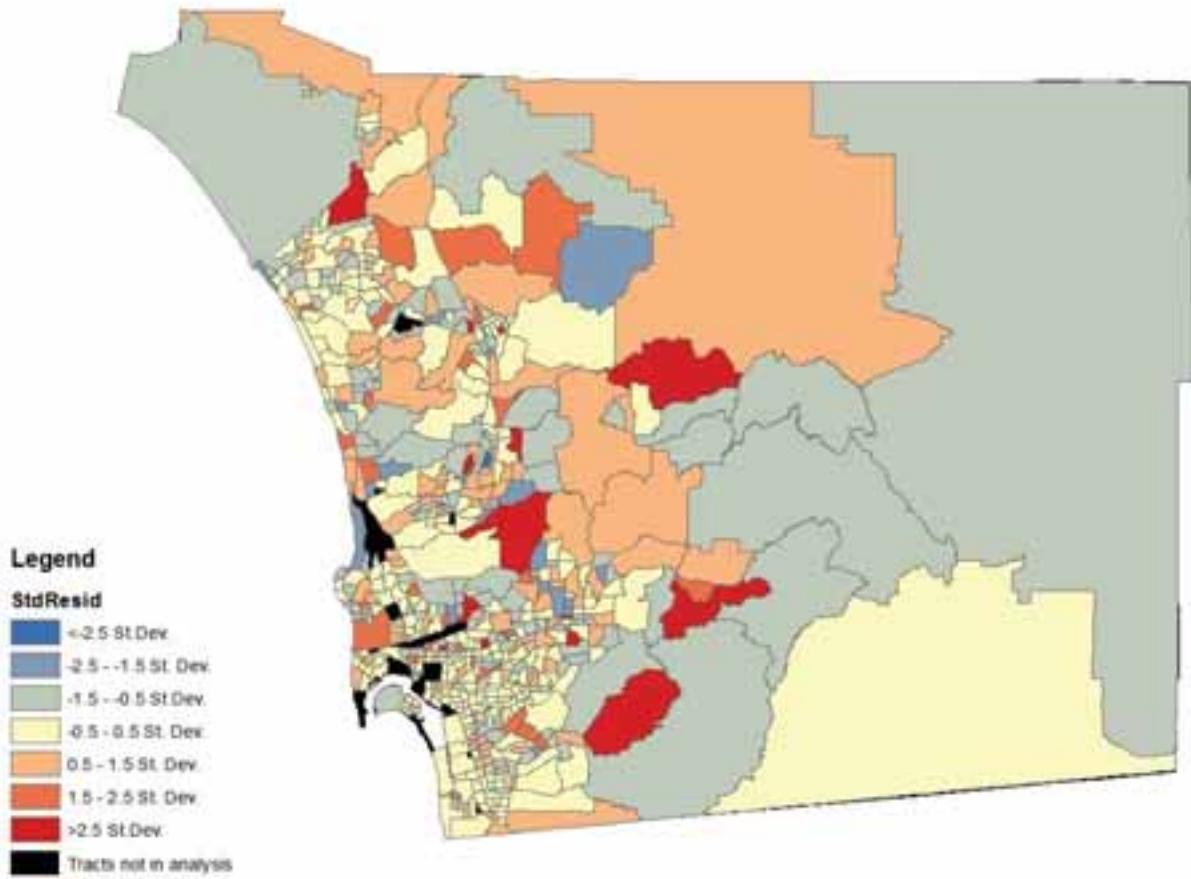 Legend
StdResid
<-2.5 St.Dev.
-2.5 - -1.5 St. Dev.
-1.5 - -0.5 St.Dev.
-0.5 - 0.5 St. Dev.
0.5 - 1.5 St. Dev.
1.5 - 2.5 St. Dev.
>2.5 St.Dev.
Tracts not in analysis